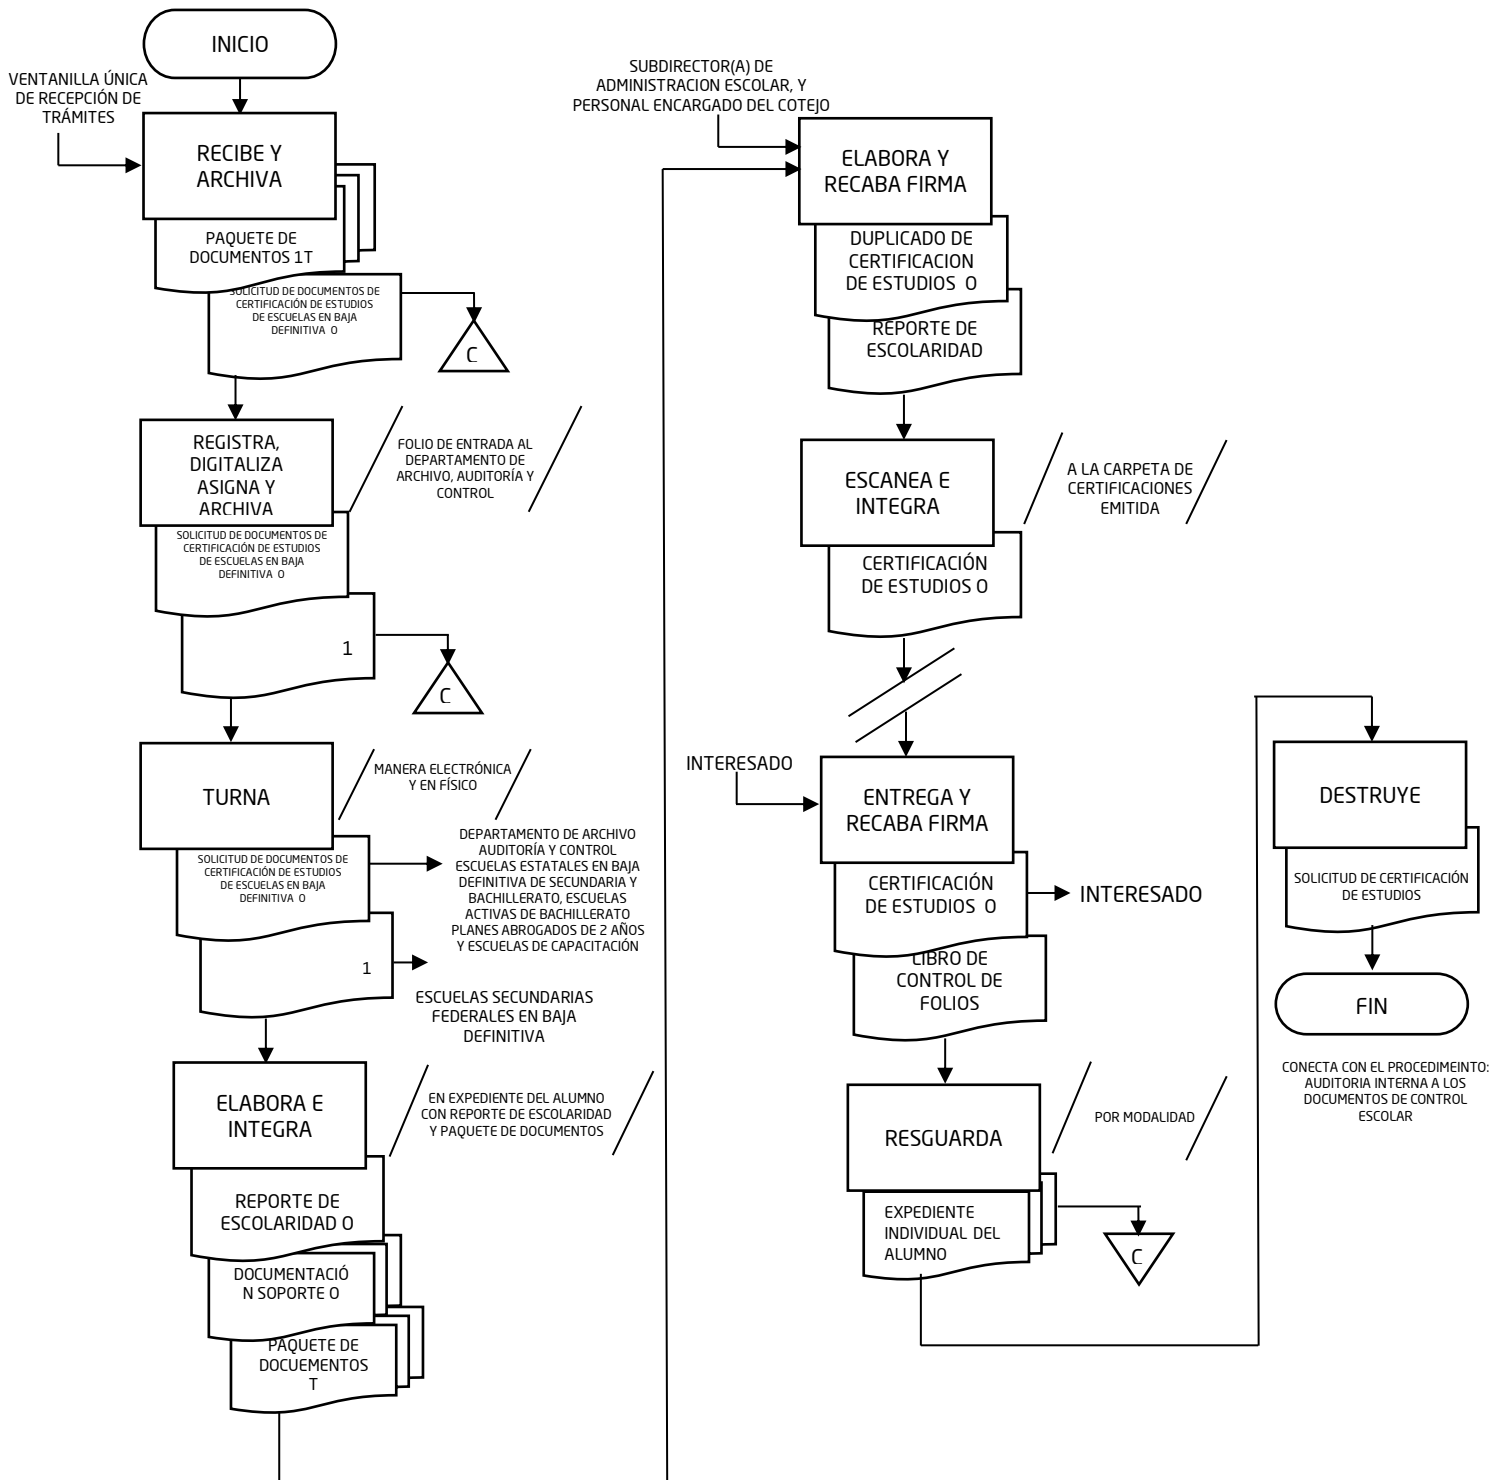 INICIO
VENTANILLA ÚNICA
DE RECEPCIÓN DE
TRÁMITES
RECIBE Y
ARCHIVA
PAQUETE DE
DOCUMENTOS 1T
SOLICITUD DE DOCUMENTOS DE
CERTIFICACIÓN DE ESTUDIOS
DE ESCUELAS EN BAJA
DEFINITIVA O
C
REGISTRA,
DIGITALIZA
ASIGNA Y
ARCHIVA
FOLIO DE ENTRADA AL
DEPARTAMENTO DE
ARCHIVO, AUDITORÍA Y
CONTROL
SOLICITUD DE DOCUMENTOS DE
CERTIFICACIÓN DE ESTUDIOS
DE ESCUELAS EN BAJA
DEFINITIVA O
1
C
TURNA
MANERA ELECTRÓNICA
Y EN FÍSICO
SOLICITUD DE DOCUMENTOS DE
CERTIFICACIÓN DE ESTUDIOS
DE ESCUELAS EN BAJA
DEFINITIVA O
DEPARTAMENTO DE ARCHIVO
AUDITORÍA Y CONTROL
ESCUELAS ESTATALES EN BAJA
DEFINITIVA DE SECUNDARIA Y
BACHILLERATO, ESCUELAS
ACTIVAS DE BACHILLERATO
PLANES ABROGADOS DE 2 AÑOS
Y ESCUELAS DE CAPACITACIÓN
1
ESCUELAS SECUNDARIAS
FEDERALES EN BAJA
DEFINITIVA
ELABORA E
INTEGRA
EN EXPEDIENTE DEL ALUMNO
CON REPORTE DE ESCOLARIDAD
Y PAQUETE DE DOCUMENTOS
REPORTE DE
ESCOLARIDAD O
DOCUMENTACIÓ
N SOPORTE O
PAQUETE DE
DOCUEMENTOS
T
SUBDIRECTOR(A) DE
ADMINISTRACION ESCOLAR, Y
PERSONAL ENCARGADO DEL COTEJO
ELABORA Y
RECABA FIRMA
DUPLICADO DE
CERTIFICACION
DE ESTUDIOS O
REPORTE DE
ESCOLARIDAD
ESCANEA E
INTEGRA
A LA CARPETA DE
CERTIFICACIONES
EMITIDA
CERTIFICACIÓN
DE ESTUDIOS O
INTERESADO
ENTREGA Y
RECABA FIRMA
CERTIFICACIÓN
DE ESTUDIOS O
INTERESADO
LIBRO DE
CONTROL DE
FOLIOS
RESGUARDA
POR MODALIDAD
EXPEDIENTE
INDIVIDUAL DEL
ALUMNO
C
DESTRUYE
SOLICITUD DE CERTIFICACIÓN
DE ESTUDIOS
FIN
CONECTA CON EL PROCEDIMEINTO:
AUDITORIA INTERNA A LOS
DOCUMENTOS DE CONTROL
ESCOLAR